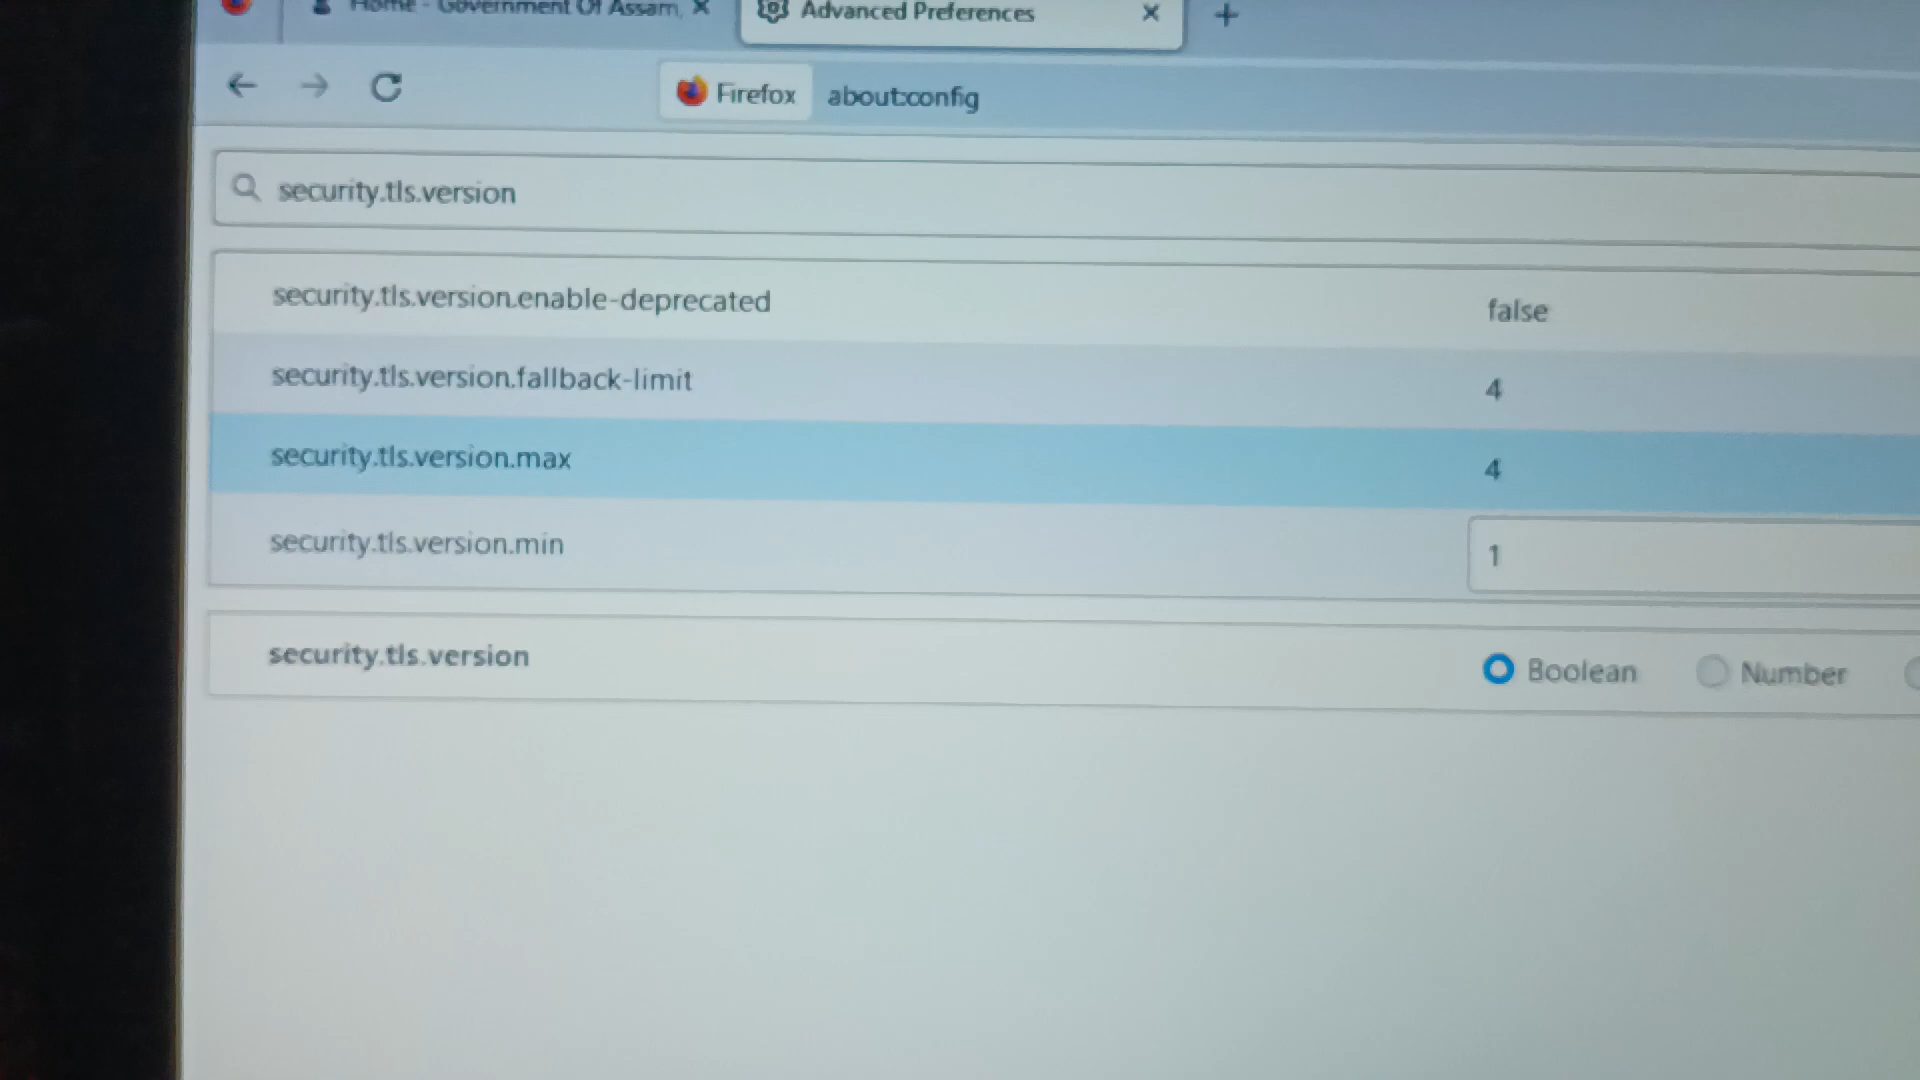 Home - Government Of Assam,
Advanced Preferences
Firefox about:config
security.tls.version
security.tls.version.enable-deprecated false
security.tls.version.fallback-limit 4
security.tls.version.max 4
security.tls.version.min 1
security.tls.version Boolean Number